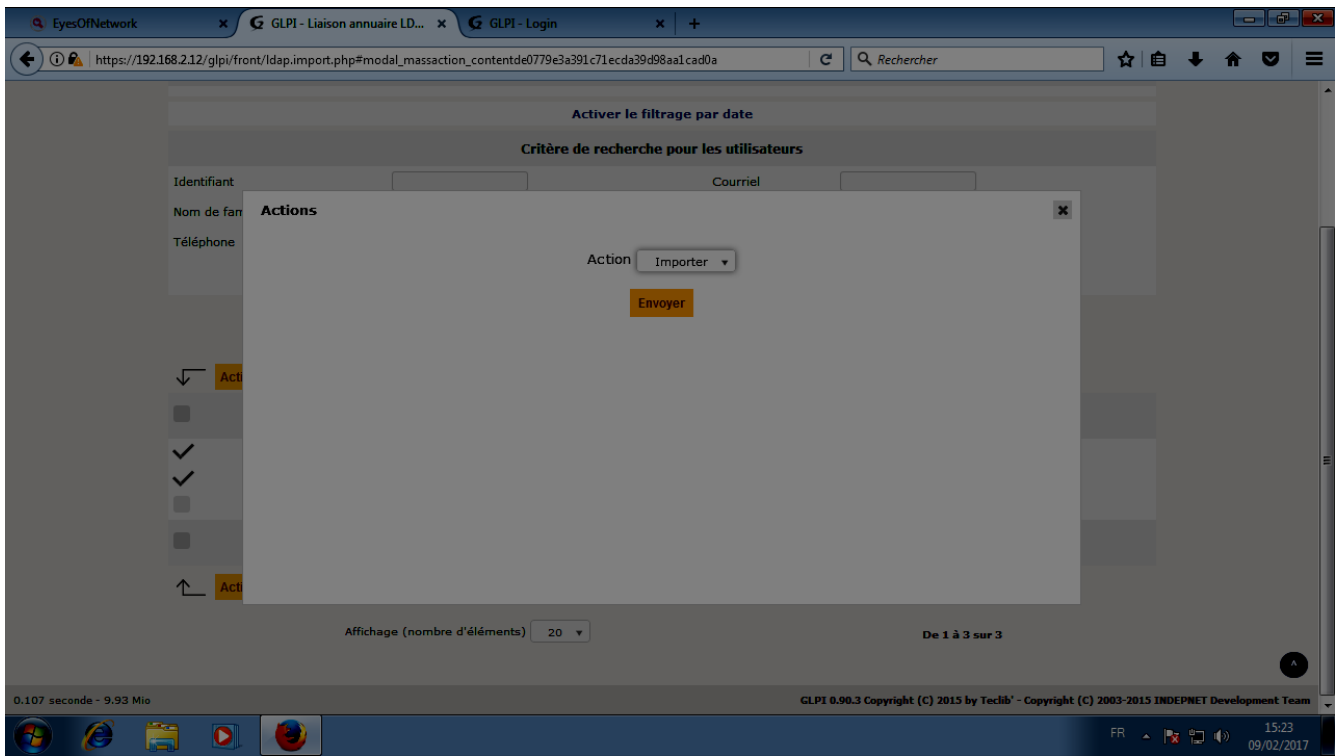 EyesOfNetwork
GLPI - Liaison annuaire LD...
GLPI - Login
https://192.168.2.12/glpi/front/ldap.import.php#modal_massaction_contentde0779e3a391c71ecda39d98aa1cad0a
Rechercher
Activer le filtrage par date
Critère de recherche pour les utilisateurs
Identifiant
Courriel
Nom de fam
Actions
Téléphone
Action Importer
Envoyer
Acti
Acti
Affichage (nombre d'éléments) 20
De 1 à 3 sur 3
0.107 seconde - 9.93 Mio
GLPI 0.90.3 Copyright (C) 2015 by Teclib' - Copyright (C) 2003-2015 INDEPNET Development Team
FR
15:23
09/02/2017